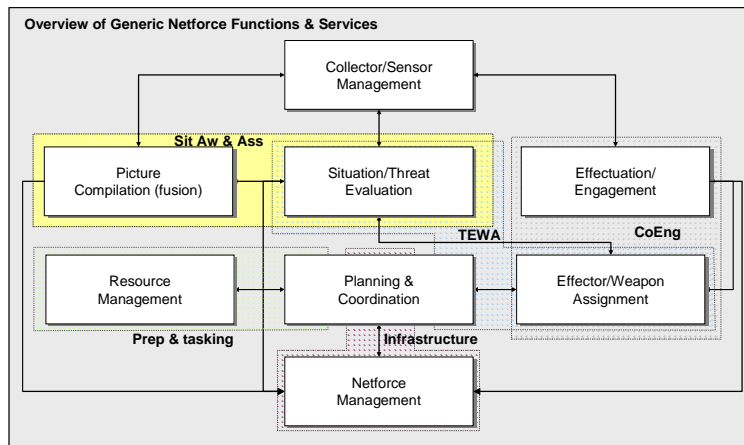 Overview of Generic Netforce Functions & Services
Collector/Sensor
Management
Sit Aw & Ass
Picture
Compilation (fusion)
Situation/Threat
Evaluation
Effectuation/
Engagement
TEWA
CoEng
Resource
Management
Planning &
Coordination
Effector/Weapon
Assignment
Prep & tasking
Infrastructure
Netforce
Management